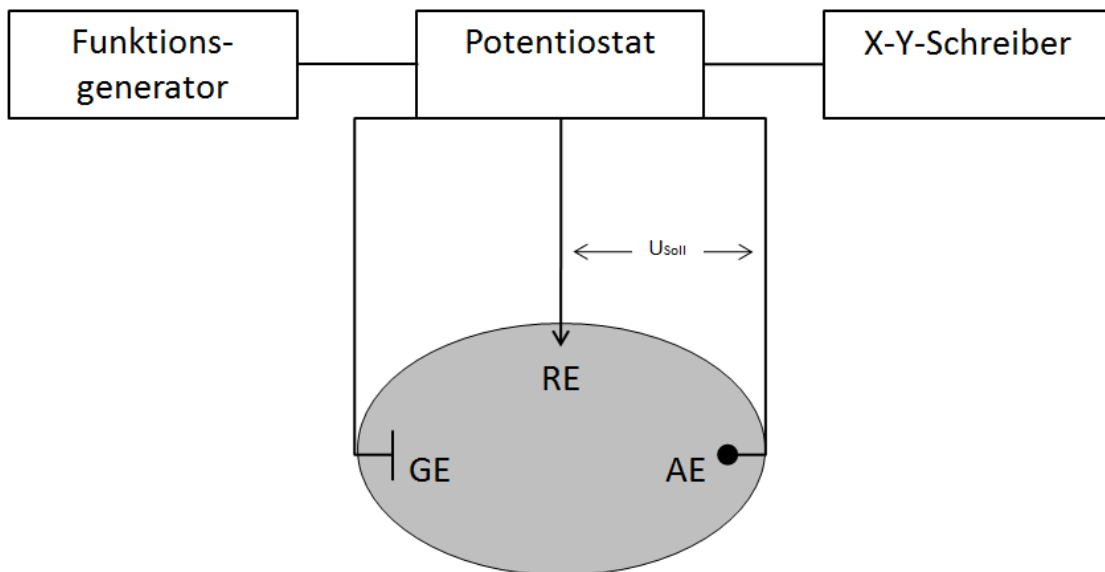 Funktions-
generator
Potentiostat
X-Y-Schreiber
USoll
RE
GE
AE